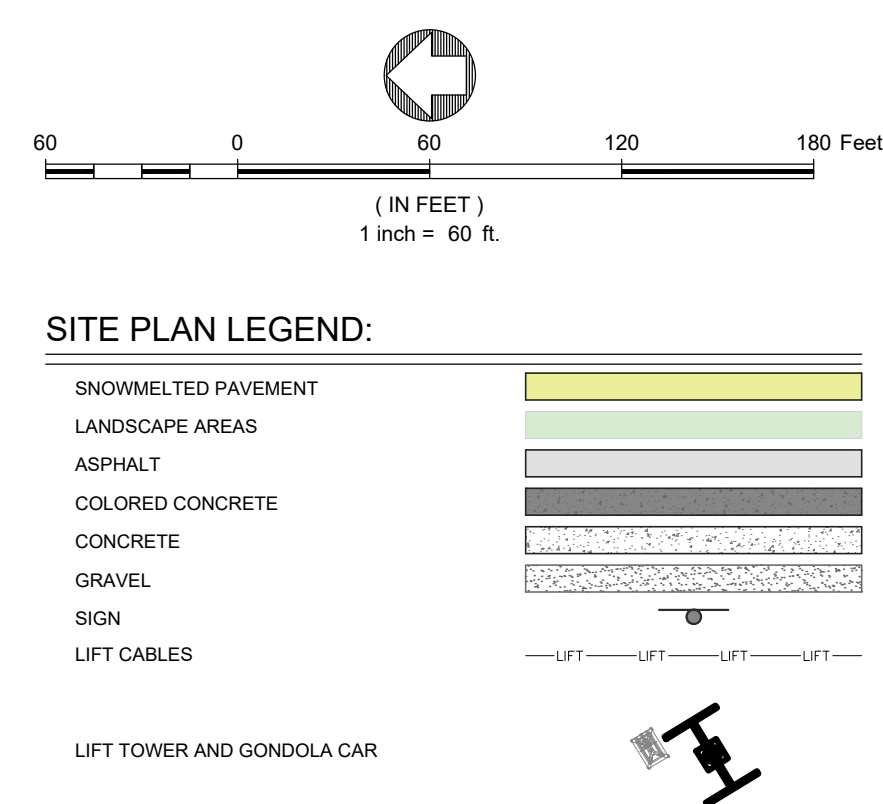 60 0 60 120 180 Feet
( IN FEET )
1 inch = 60 ft.
SITE PLAN LEGEND:
SNOWMELTED PAVEMENT
LANDSCAPE AREAS
ASPHALT
COLORED CONCRETE
CONCRETE
GRAVEL
SIGN
LIFT CABLES LIFT LIFT LIFT LIFT
LIFT TOWER AND GONDOLA CAR